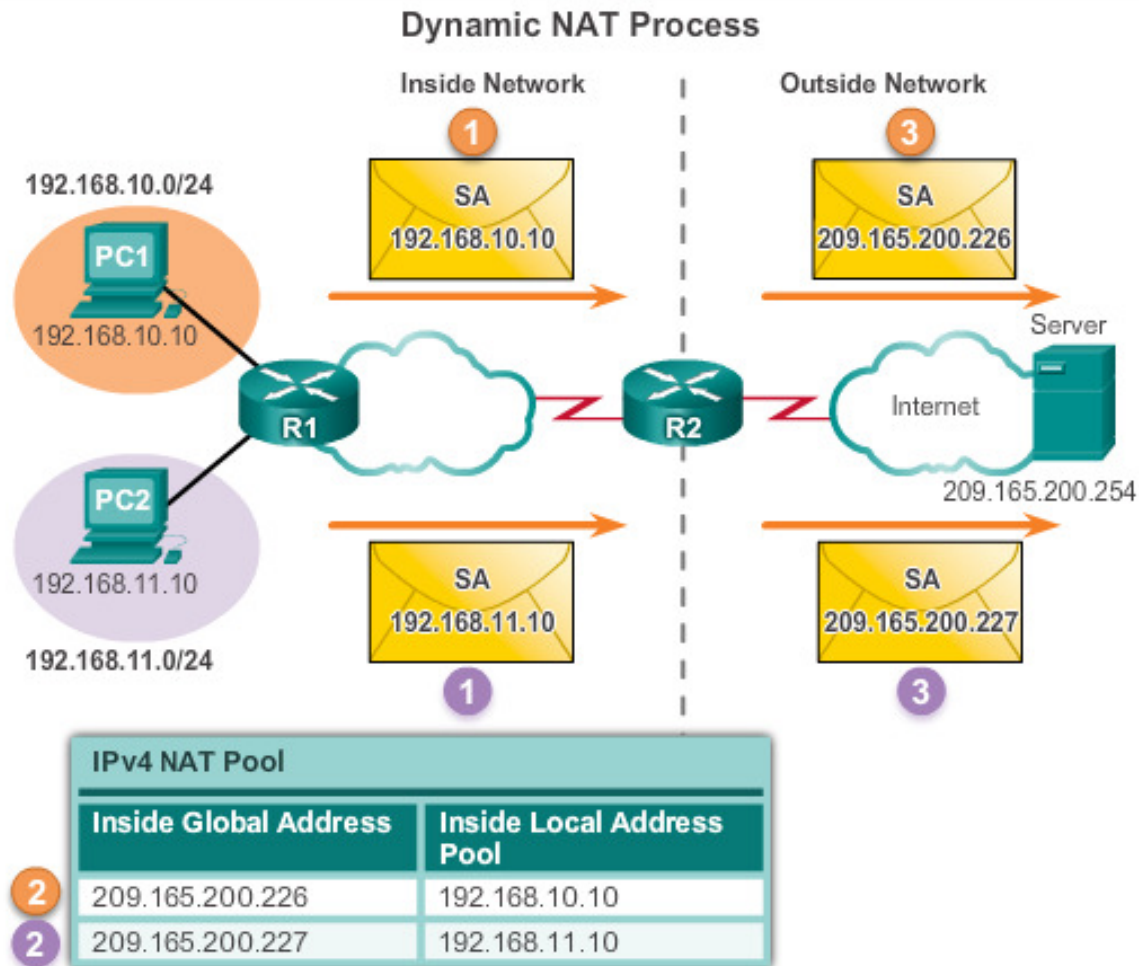 Dynamic NAT Process
Inside Network
Outside Network
1
3
192.168.10.0/24
SA
192.168.10.10
SA
209.165.200.226
PC1
192.168.10.10
Server
R1
R2
Internet
PC2
192.168.11.10
209.165.200.254
SA
192.168.11.10
SA
209.165.200.227
192.168.11.0/24
1
3
IPv4 NAT Pool
Inside Global Address
Inside Local Address
Pool
2
209.165.200.226
192.168.10.10
2
209.165.200.227
192.168.11.10